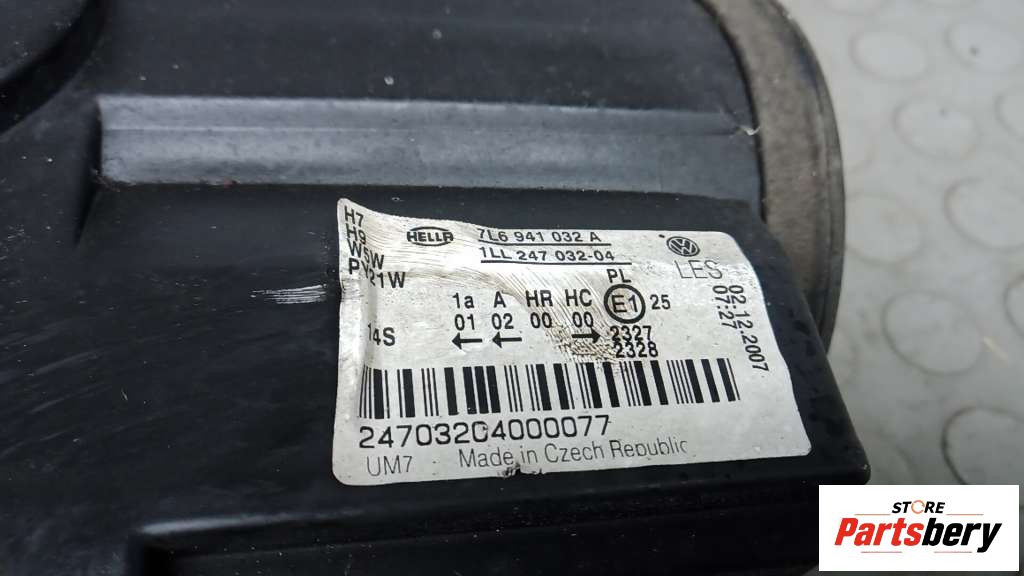 H7
H9
W5W
PY21W
HELLA
7L6 941 032 A
1LL 247 032-04
LES
02.12.2007
07:27
PL
1a A HR HC E1 25
14S 01 02 00 00 2327
2328
24703204000077
UM7 Made in Czech Republic
STORE
Partsbery